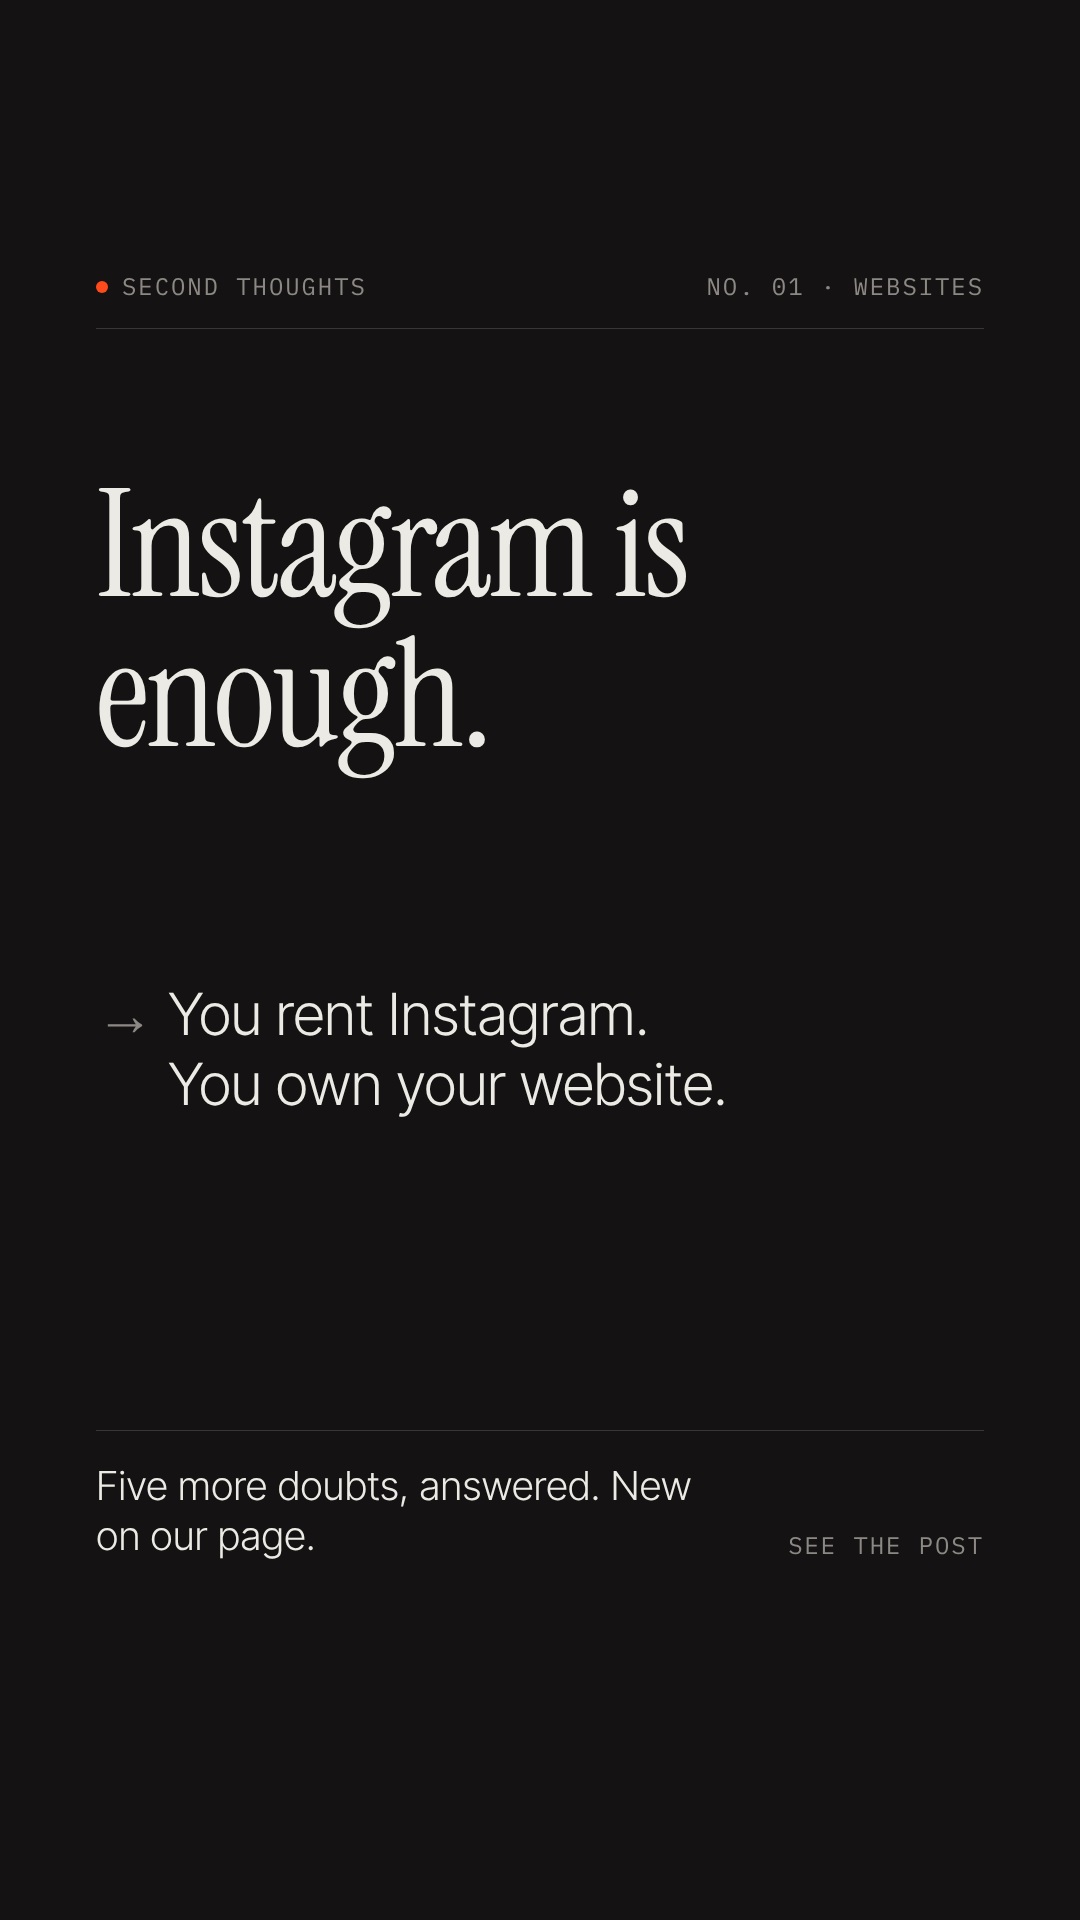 SECOND THOUGHTS
NO. 01 · WEBSITES
Instagram is
enough.
→ You rent Instagram.
You own your website.
Five more doubts, answered. New
on our page.
SEE THE POST